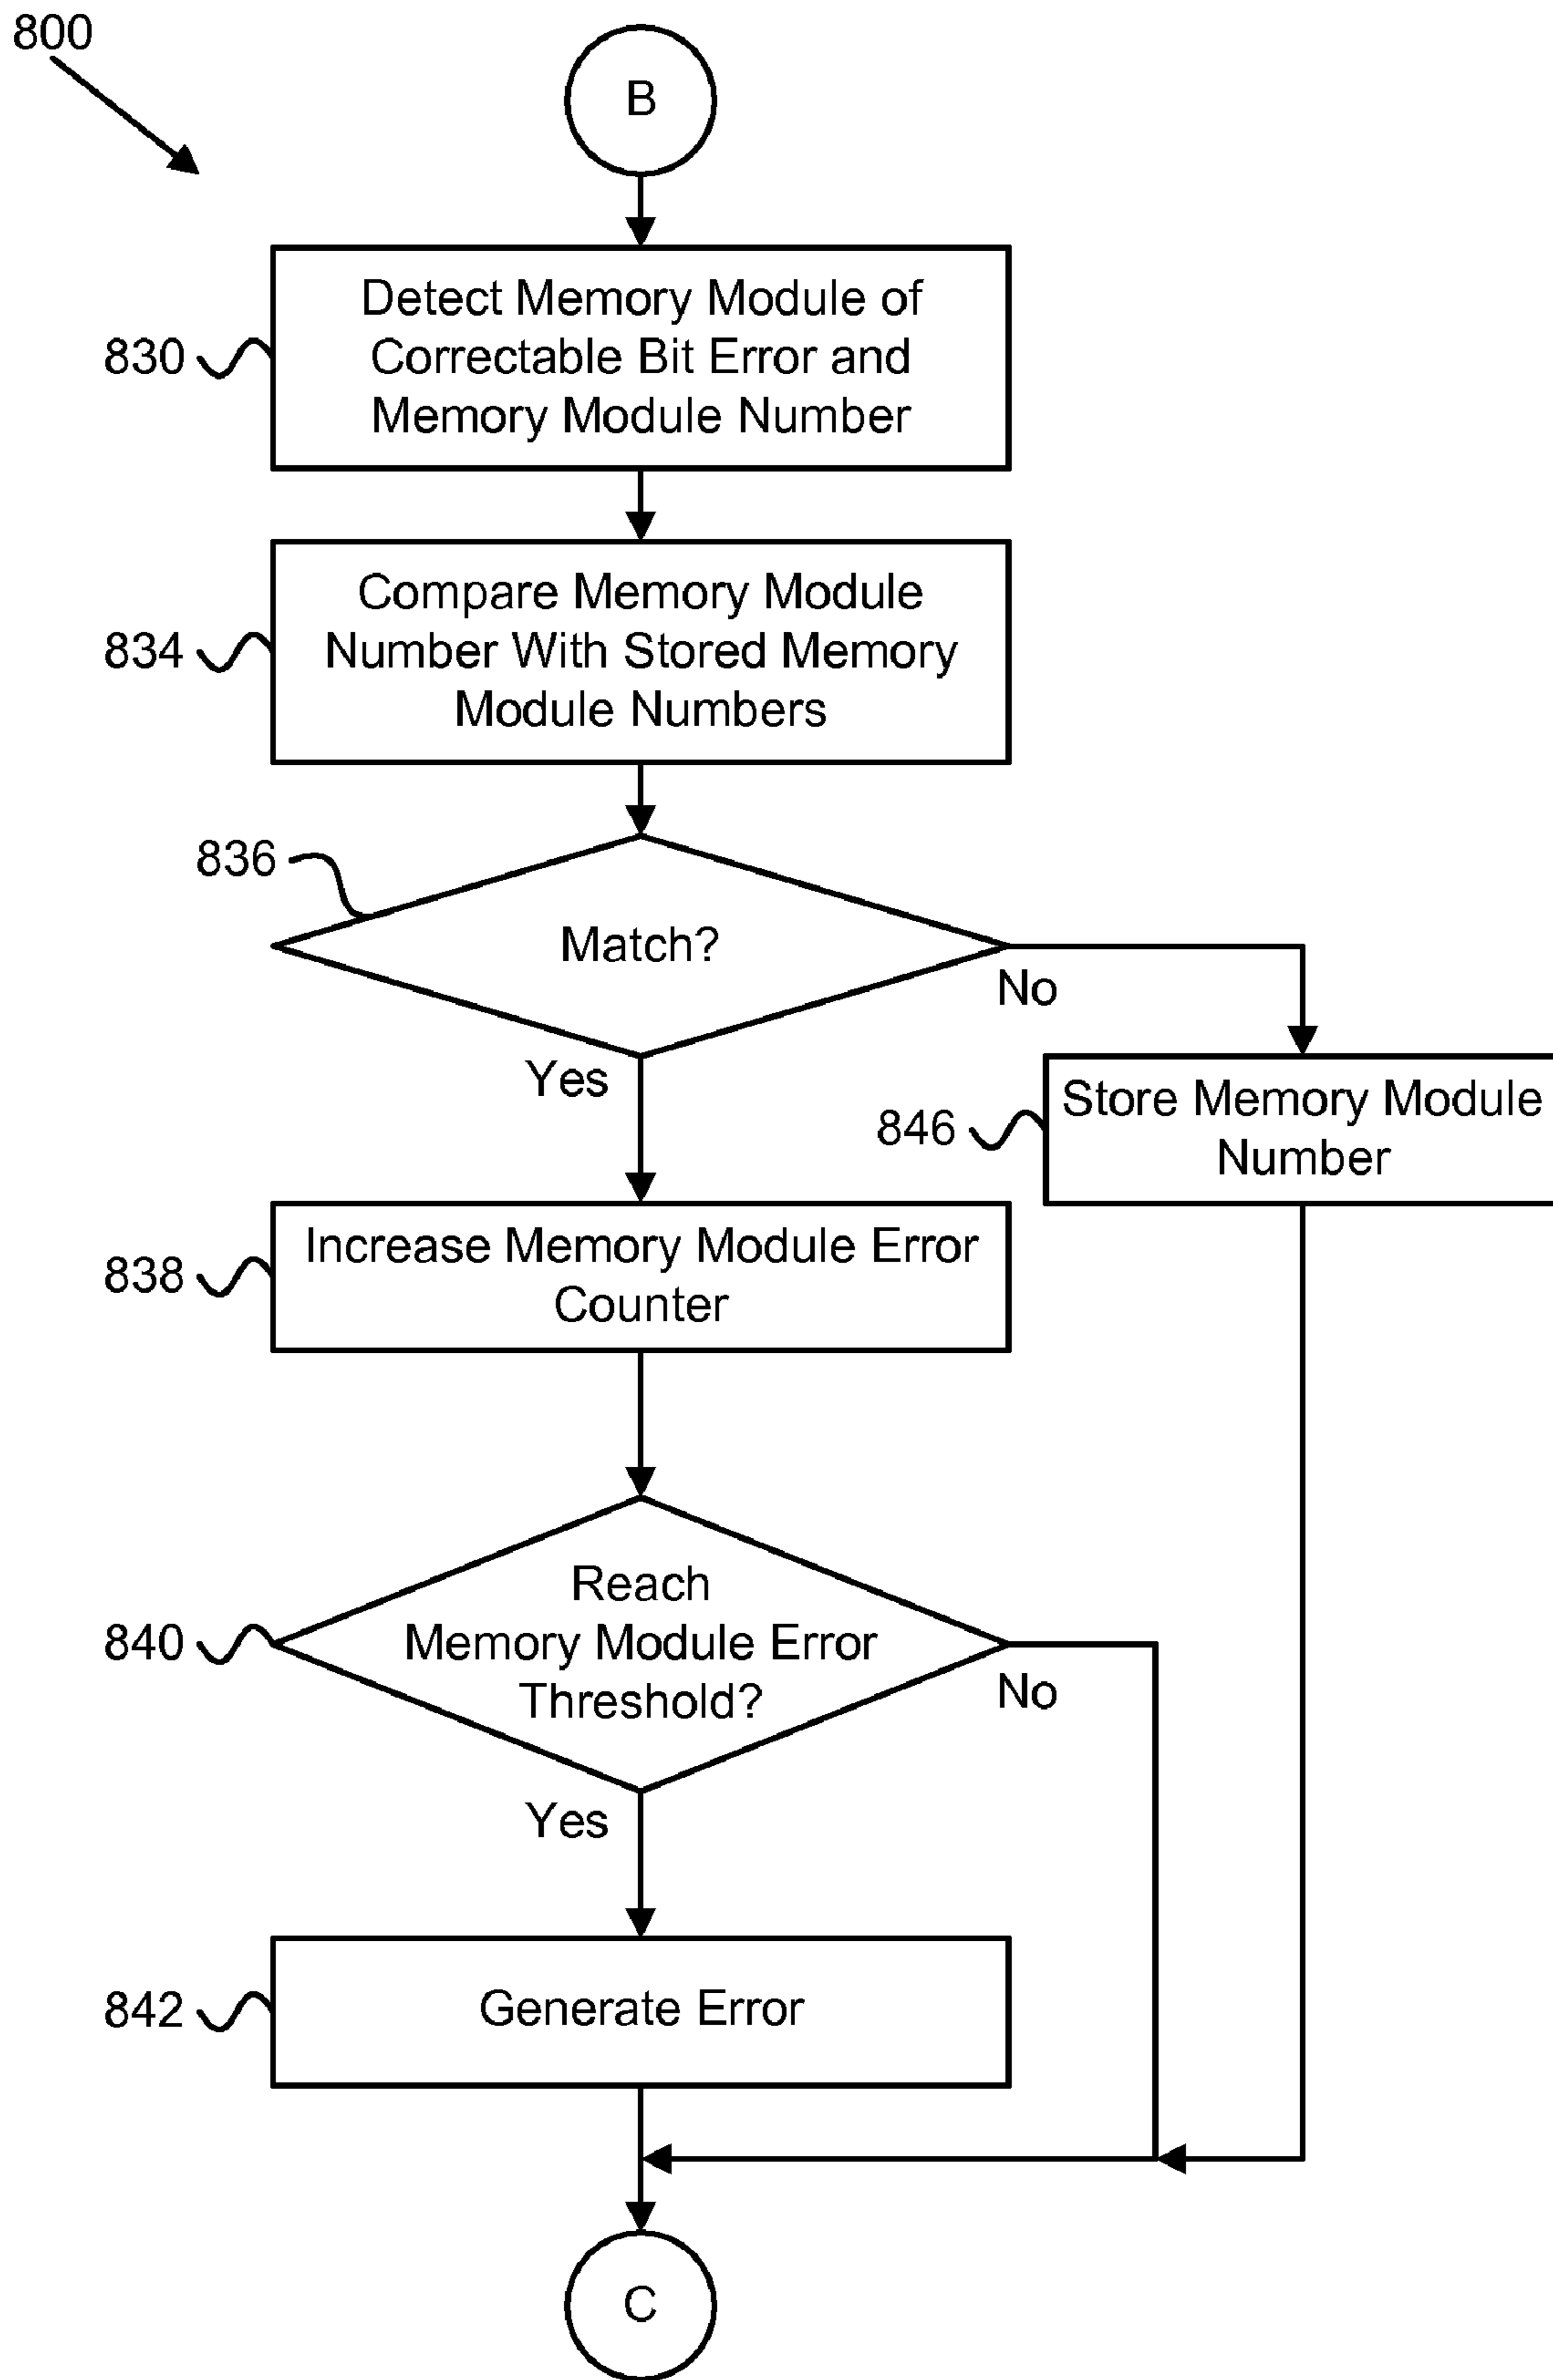 800
B
830
Detect Memory Module of
Correctable Bit Error and
Memory Module Number
834
Compare Memory Module
Number With Stored Memory
Module Numbers
836
Match?
No
Yes
846
Store Memory Module
Number
838
Increase Memory Module Error
Counter
840
Reach
Memory Module Error
Threshold?
No
Yes
842
Generate Error
C